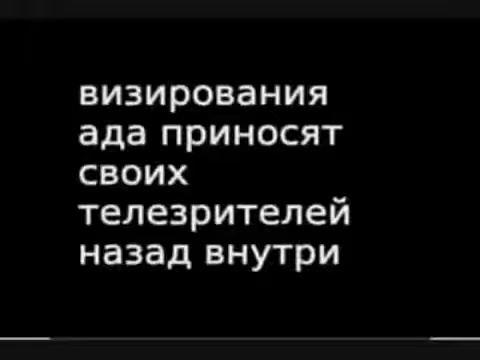 визирования
ада приносят
своих
телезрителей
назад внутри